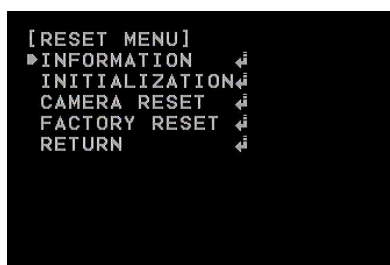 [RESET MENU]
INFORMATION
INITIALIZATION
CAMERA RESET
FACTORY RESET
RETURN